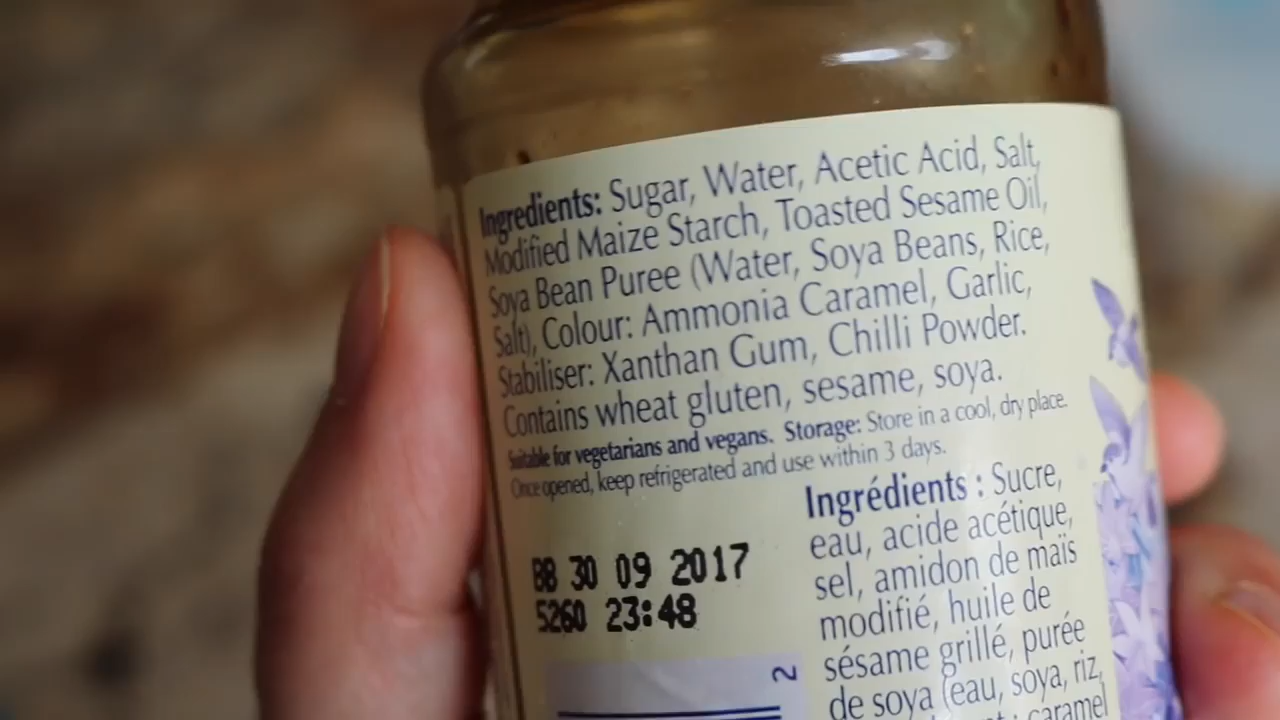 Ingredients: Sugar, Water, Acetic Acid, Salt,
Modified Maize Starch, Toasted Sesame Oil,
Soya Bean Puree (Water, Soya Beans, Rice,
Salt), Colour: Ammonia Caramel, Garlic,
Stabiliser: Xanthan Gum, Chilli Powder.
Contains wheat gluten, sesame, soya.
Suitable for vegetarians and vegans. Storage: Store in a cool, dry place.
Once opened, keep refrigerated and use within 3 days.
BB 30 09 2017
5260 23:48
2
Ingrédients : Sucre,
eau, acide acétique,
sel, amidon de maïs
modifié, huile de
sésame grillé, purée
de soya (eau, soya, riz,
caramel